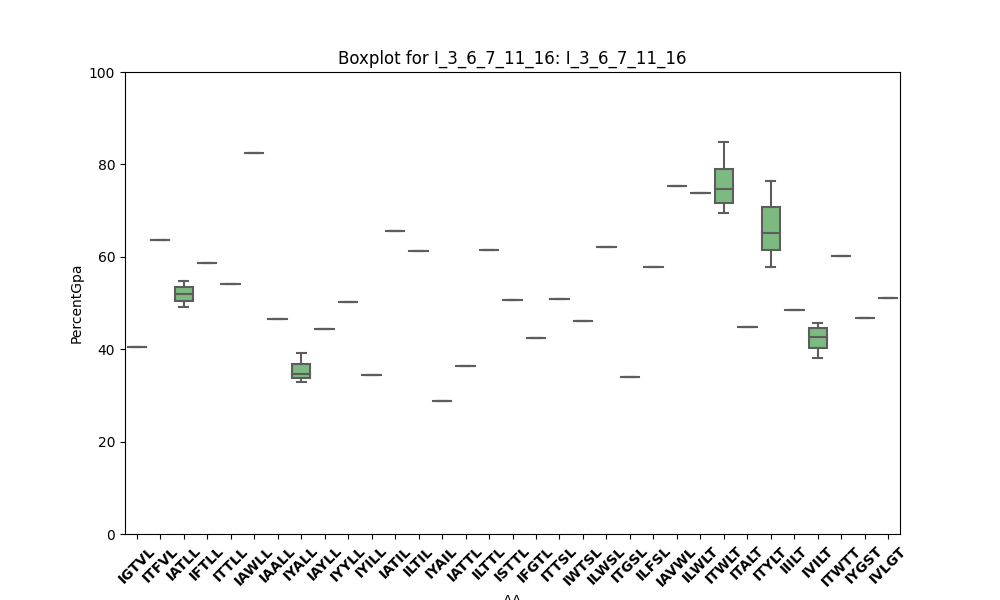 Boxplot for I_3_6_7_11_16: I_3_6_7_11_16
100
80
60
40
20
0
PercentGpa
IGTVL
ITFVL
IATLL
IFTLL
ITTLL
IAWLL
IAALL
IYALL
IAYLL
IYYLL
IYILL
IATIL
ILTIL
IYAIL
IATTL
ILTTL
ISTTL
IFGTL
ITTSL
IWTSL
ILWSL
ITGSL
ILFSL
IAVWL
ILWLT
ITWLT
ITALT
ITYLT
IIILT
IVILT
ITWTT
IYGST
IVLGT
AA